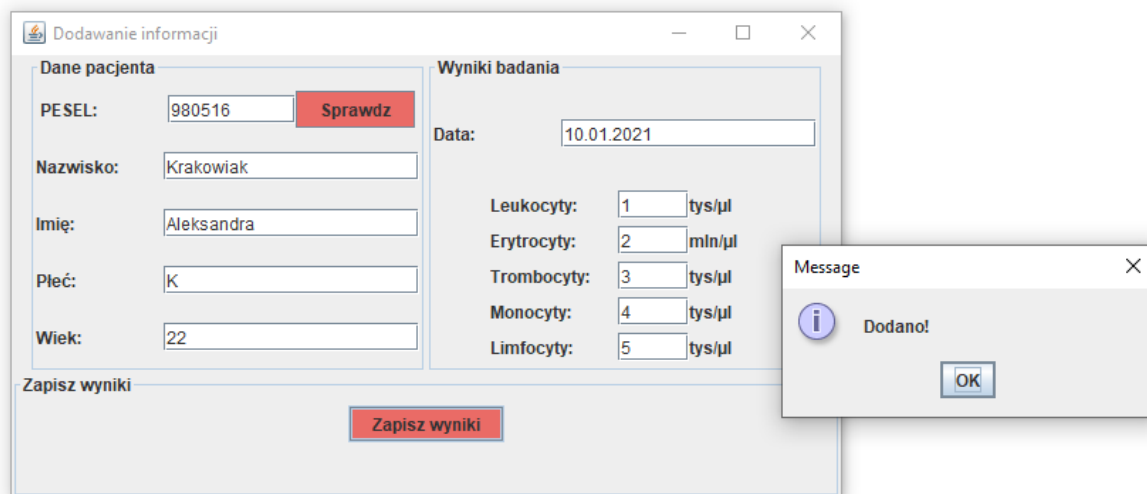 Dodawanie informacji
Dane pacjenta
PESEL: 980516 Sprawdz
Nazwisko: Krakowiak
Imię: Aleksandra
Płeć: K
Wiek: 22
Wyniki badania
Data: 10.01.2021
Leukocyty: 1 tys/µl
Erytrocyty: 2 mln/µl
Trombocyty: 3 tys/µl
Monocyty: 4 tys/µl
Limfocyty: 5 tys/µl
Zapisz wyniki
Zapisz wyniki
Message
Dodano!
OK